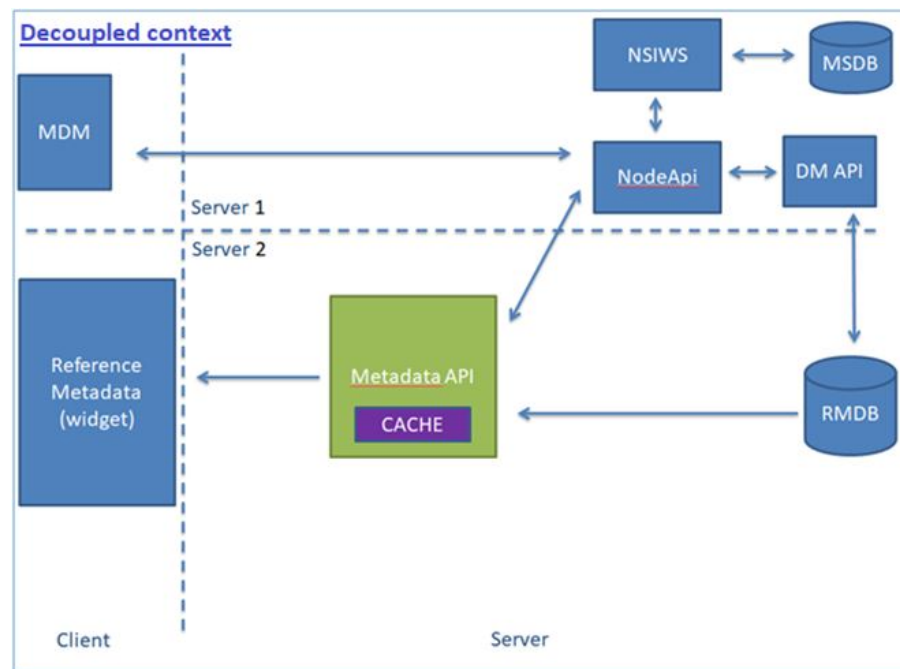 Decoupled context
NSIWS
MSDB
MDM
NodeApi
DM API
Server 1
Server 2
Reference
Metadata
(widget)
Metadata API
CACHE
RMDB
Client
Server